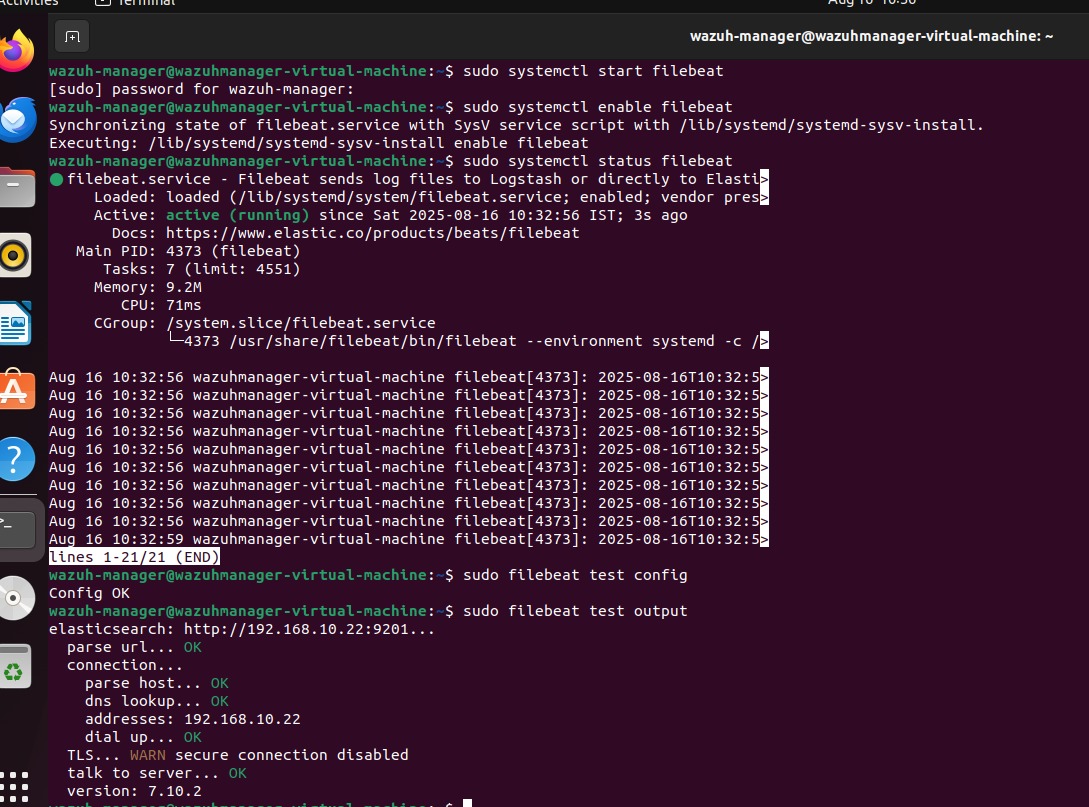 Activities Terminal Aug 16 10:36
wazuh-manager@wazuhmanager-virtual-machine: ~
wazuh-manager@wazuhmanager-virtual-machine:~$ sudo systemctl start filebeat
[sudo] password for wazuh-manager:
wazuh-manager@wazuhmanager-virtual-machine:~$ sudo systemctl enable filebeat
Synchronizing state of filebeat.service with SysV service script with /lib/systemd/systemd-sysv-install.
Executing: /lib/systemd/systemd-sysv-install enable filebeat
wazuh-manager@wazuhmanager-virtual-machine:~$ sudo systemctl status filebeat
● filebeat.service - Filebeat sends log files to Logstash or directly to Elasti>
Loaded: loaded (/lib/systemd/system/filebeat.service; enabled; vendor pres>
Active: active (running) since Sat 2025-08-16 10:32:56 IST; 3s ago
Docs: https://www.elastic.co/products/beats/filebeat
Main PID: 4373 (filebeat)
Tasks: 7 (limit: 4551)
Memory: 9.2M
CPU: 71ms
CGroup: /system.slice/filebeat.service
└─4373 /usr/share/filebeat/bin/filebeat --environment systemd -c />
Aug 16 10:32:56 wazuhmanager-virtual-machine filebeat[4373]: 2025-08-16T10:32:5>
Aug 16 10:32:56 wazuhmanager-virtual-machine filebeat[4373]: 2025-08-16T10:32:5>
Aug 16 10:32:56 wazuhmanager-virtual-machine filebeat[4373]: 2025-08-16T10:32:5>
Aug 16 10:32:56 wazuhmanager-virtual-machine filebeat[4373]: 2025-08-16T10:32:5>
Aug 16 10:32:56 wazuhmanager-virtual-machine filebeat[4373]: 2025-08-16T10:32:5>
Aug 16 10:32:56 wazuhmanager-virtual-machine filebeat[4373]: 2025-08-16T10:32:5>
Aug 16 10:32:56 wazuhmanager-virtual-machine filebeat[4373]: 2025-08-16T10:32:5>
Aug 16 10:32:56 wazuhmanager-virtual-machine filebeat[4373]: 2025-08-16T10:32:5>
Aug 16 10:32:56 wazuhmanager-virtual-machine filebeat[4373]: 2025-08-16T10:32:5>
Aug 16 10:32:59 wazuhmanager-virtual-machine filebeat[4373]: 2025-08-16T10:32:5>
lines 1-21/21 (END)
wazuh-manager@wazuhmanager-virtual-machine:~$ sudo filebeat test config
Config OK
wazuh-manager@wazuhmanager-virtual-machine:~$ sudo filebeat test output
elasticsearch: http://192.168.10.22:9201...
parse url... OK
connection...
parse host... OK
dns lookup... OK
addresses: 192.168.10.22
dial up... OK
TLS... WARN secure connection disabled
talk to server... OK
version: 7.10.2
wazuh-manager@wazuhmanager-virtual-machine:~$